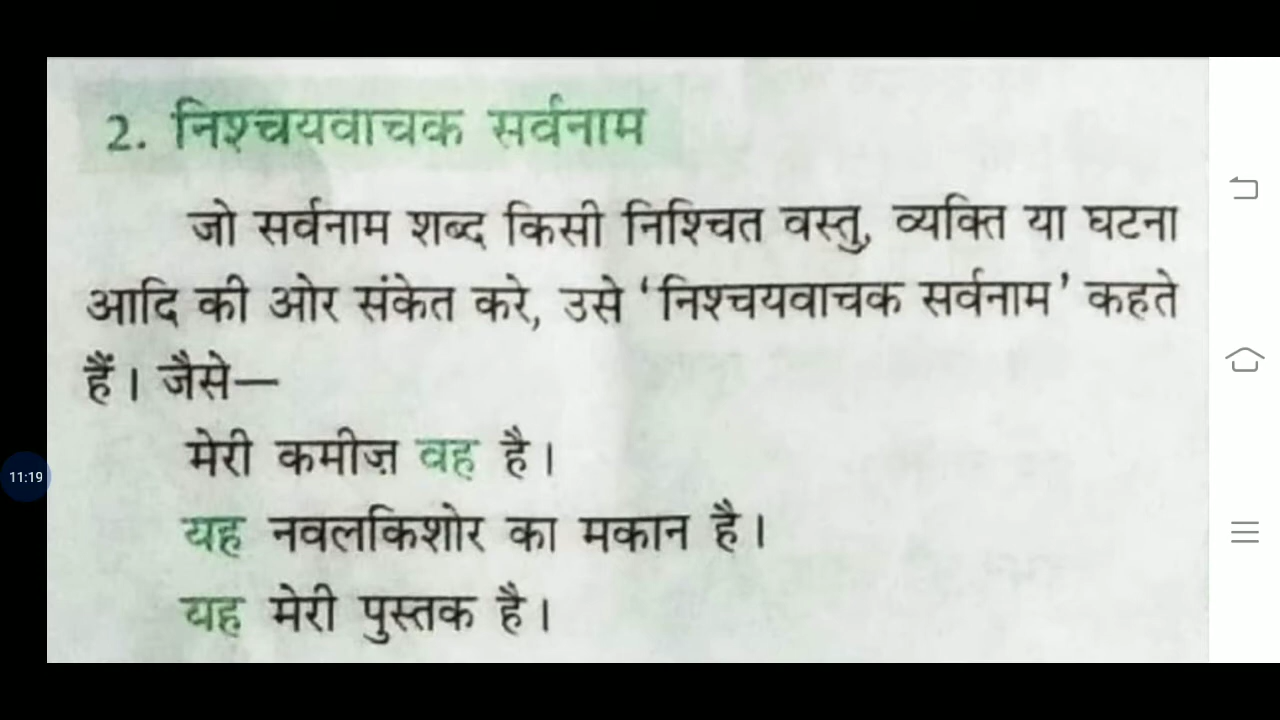 2. निश्चयवाचक सर्वनाम
जो सर्वनाम शब्द किसी निश्चित वस्तु, व्यक्ति या घटना
आदि की ओर संकेत करे, उसे ‘निश्चयवाचक सर्वनाम’ कहते
हैं। जैसे—
मेरी कमीज़ वह है।
11:19
यह नवलकिशोर का मकान है।
यह मेरी पुस्तक है।